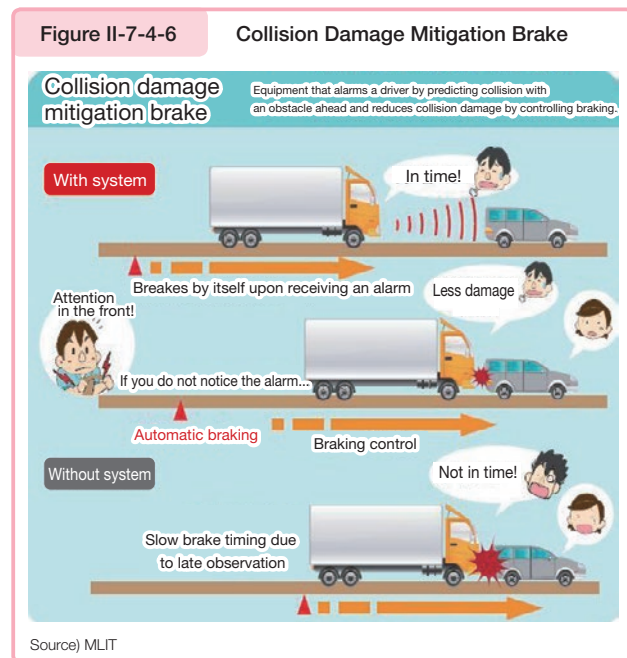 Figure II-7-4-6
Collision Damage Mitigation Brake
Collision damage
mitigation brake
Equipment that alarms a driver by predicting collision with
an obstacle ahead and reduces collision damage by controlling braking.
With system
In time!
Breakes by itself upon receiving an alarm
Attention
in the front!
Less damage
If you do not notice the alarm...
Automatic braking
Braking control
Without system
Not in time!
Slow brake timing due
to late observation
Source) MLIT